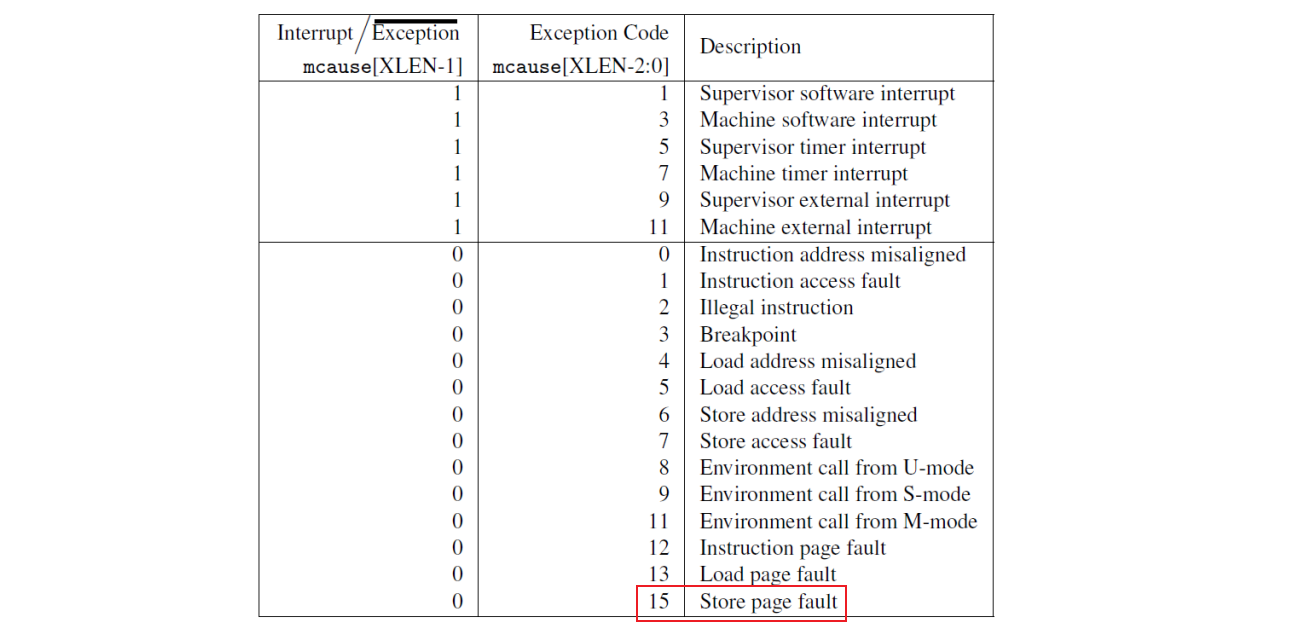 Interrupt / Exception Exception Code Description
mcause[XLEN-1] mcause[XLEN-2:0]
1 1 Supervisor software interrupt
1 3 Machine software interrupt
1 5 Supervisor timer interrupt
1 7 Machine timer interrupt
1 9 Supervisor external interrupt
1 11 Machine external interrupt
0 0 Instruction address misaligned
0 1 Instruction access fault
0 2 Illegal instruction
0 3 Breakpoint
0 4 Load address misaligned
0 5 Load access fault
0 6 Store address misaligned
0 7 Store access fault
0 8 Environment call from U-mode
0 9 Environment call from S-mode
0 11 Environment call from M-mode
0 12 Instruction page fault
0 13 Load page fault
0 15 Store page fault